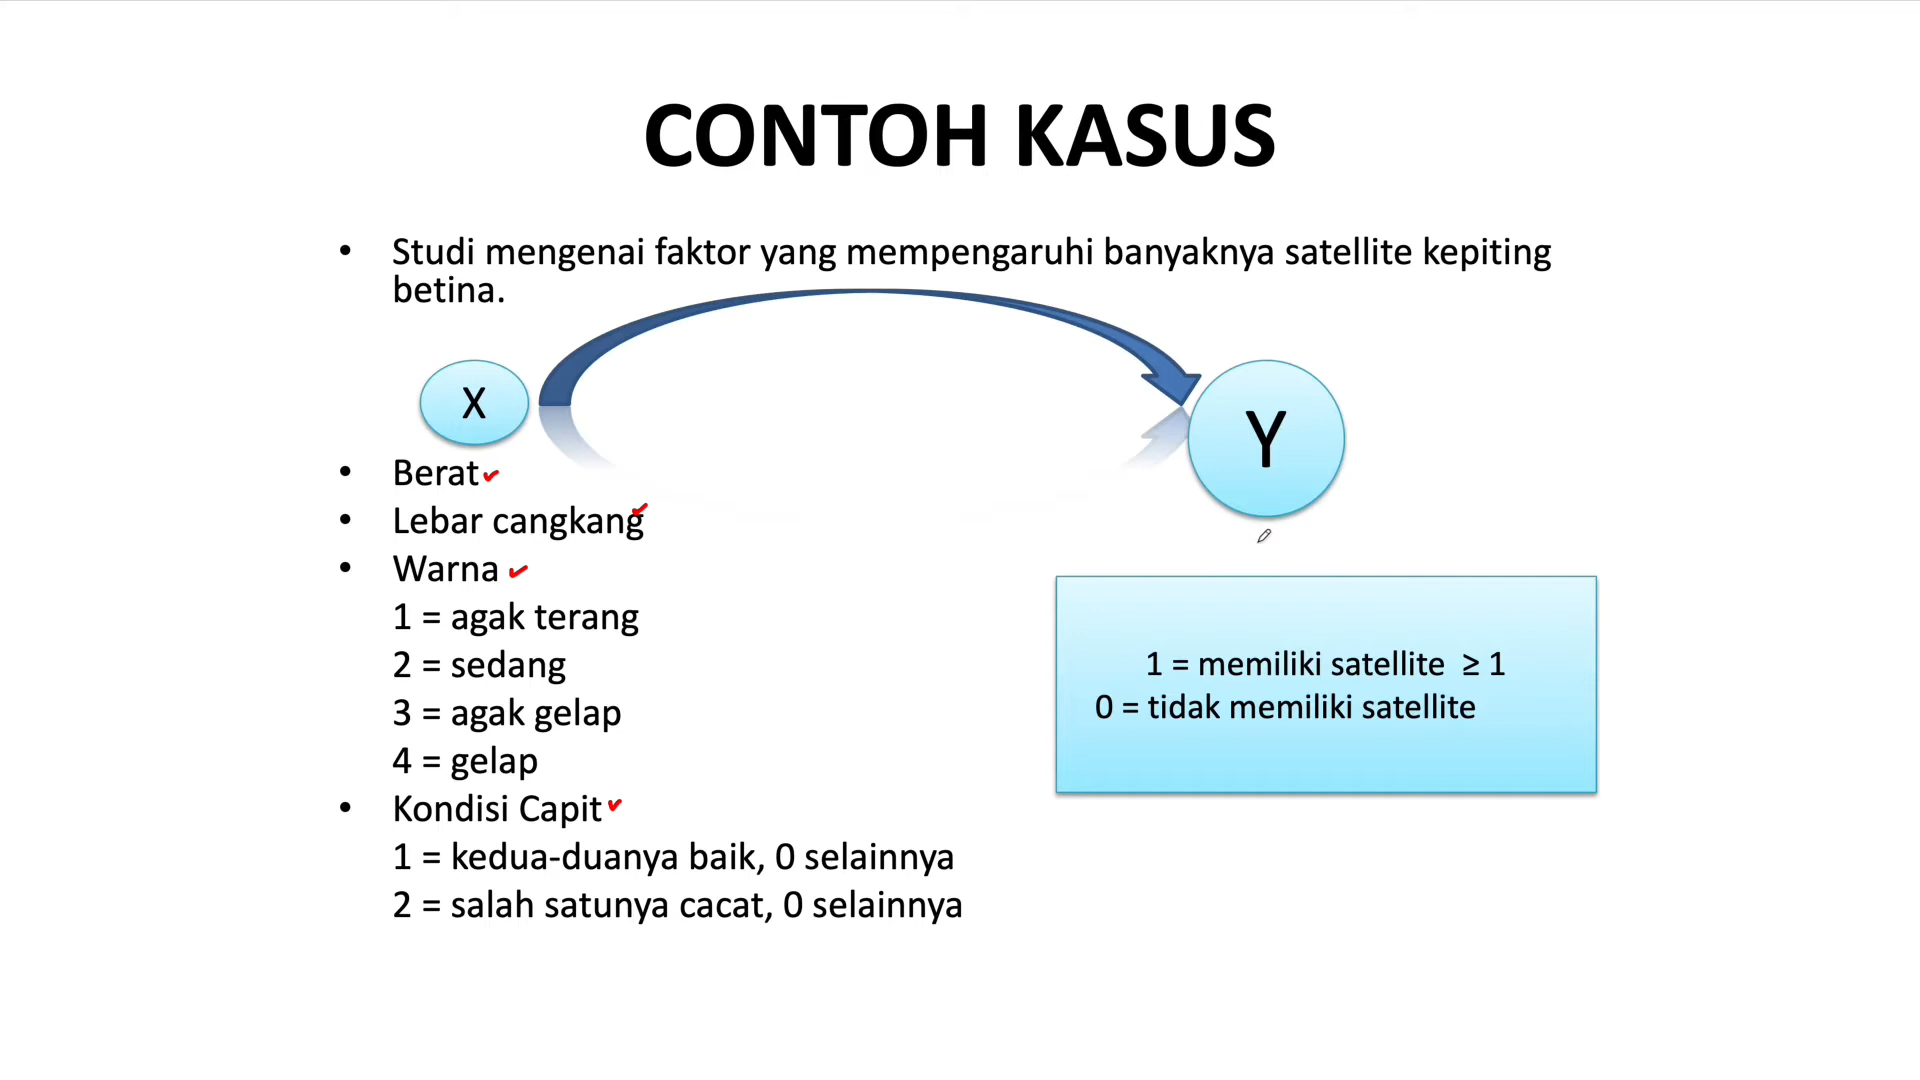 CONTOH KASUS
• Studi mengenai faktor yang mempengaruhi banyaknya satellite kepiting
betina.
X
Y
• Berat
• Lebar cangkang
• Warna
1 = agak terang
2 = sedang
3 = agak gelap
4 = gelap
• Kondisi Capit
1 = kedua-duanya baik, 0 selainnya
2 = salah satunya cacat, 0 selainnya
1 = memiliki satellite ≥ 1
0 = tidak memiliki satellite